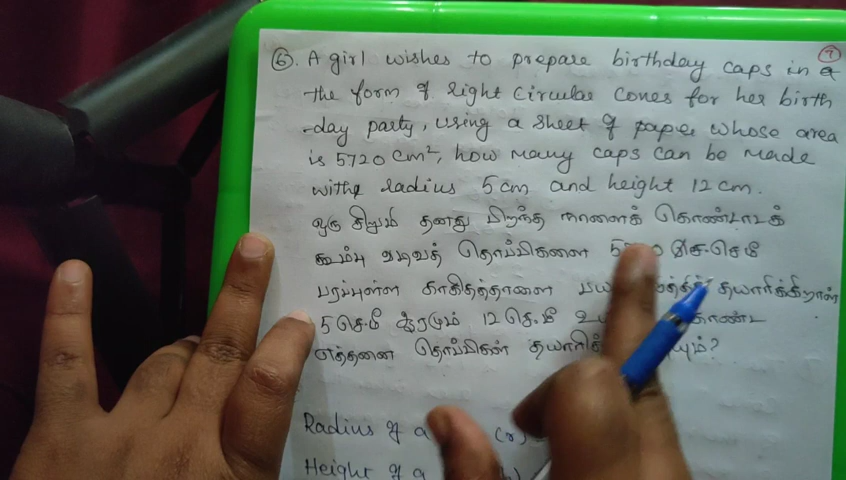 ⑥. A girl wishes to prepare birthday caps in a
7
the form of right circular cones for her birth
-day party, using a sheet of paper whose area
is 5720 cm², how many caps can be made
with radius 5cm and height 12 cm.
ஒரு சிறுமி தனது பிறந்த நாளைக் கொண்டாடக்
கூம்பு வடிவத் தொப்பிகளை ச.செ.மீ
பரப்புள்ள காகிதத்தாளை தயாரிக்கிறாள்
5 செ.மீ ஆரமும் 12 செ.மீ
எத்தனை தொப்பிகள்
Radius of a (r)
Height of a